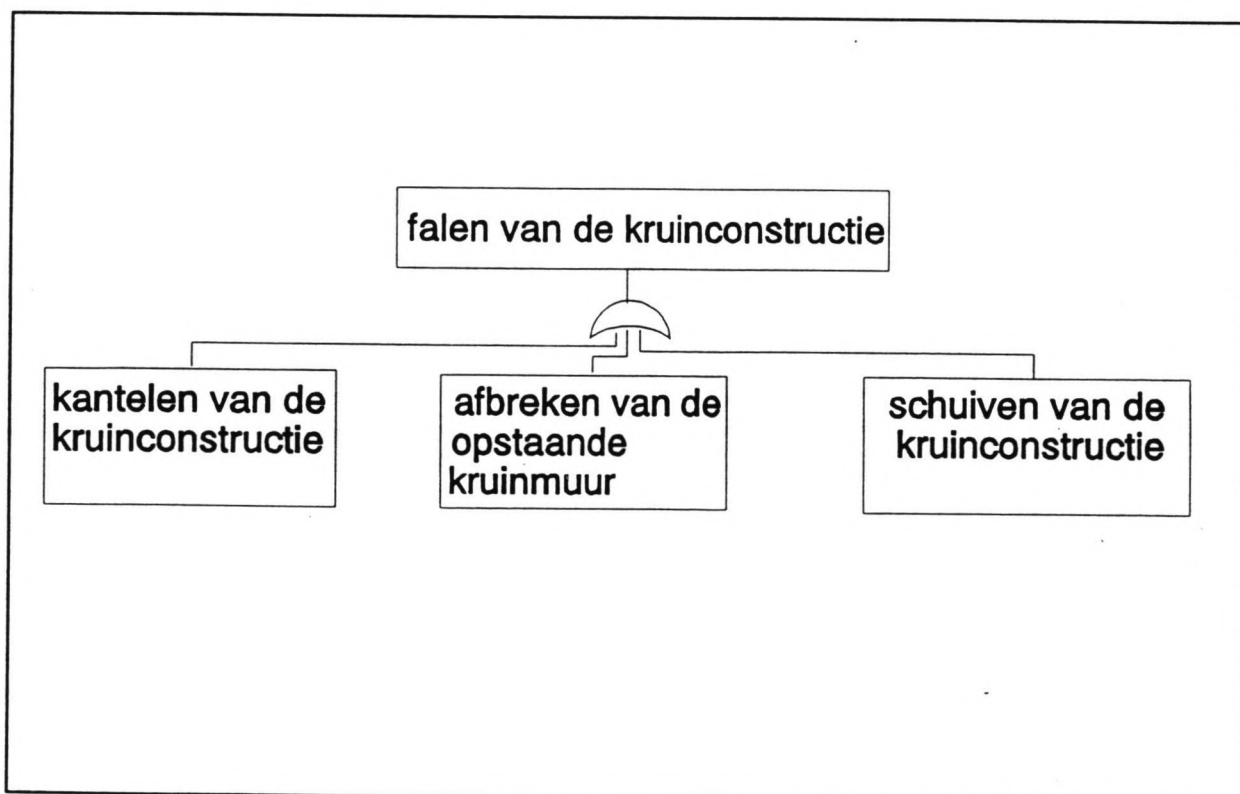 falen van de kruinconstructie
kantelen van de
kruinconstructie
afbreken van de
opstaande
kruinmuur
schuiven van de
kruinconstructie